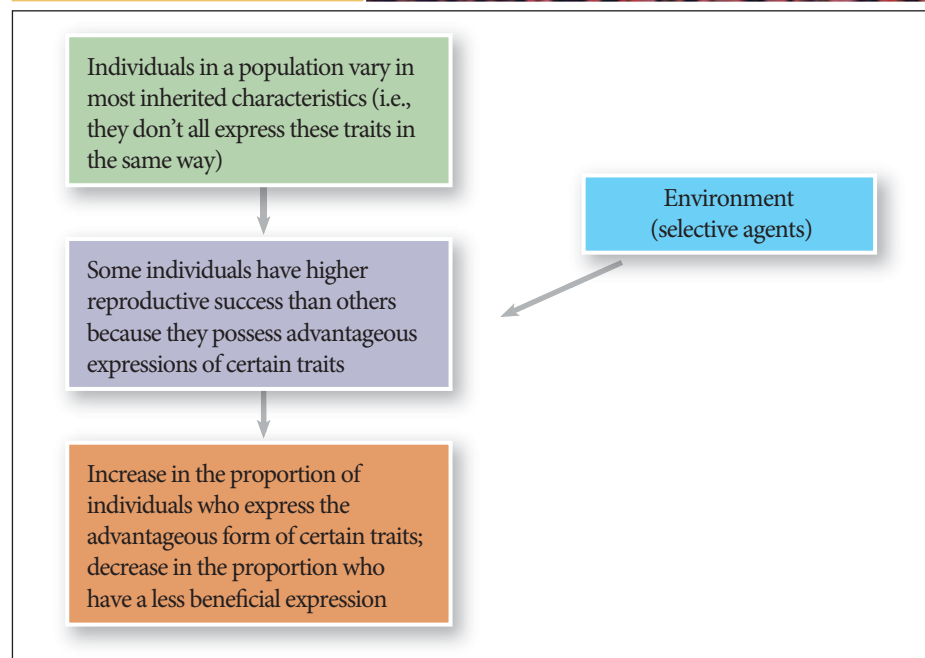 Individuals in a population vary in
most inherited characteristics (i.e.,
they don’t all express these traits in
the same way)
Environment
(selective agents)
Some individuals have higher
reproductive success than others
because they possess advantageous
expressions of certain traits
Increase in the proportion of
individuals who express the
advantageous form of certain traits;
decrease in the proportion who
have a less beneficial expression